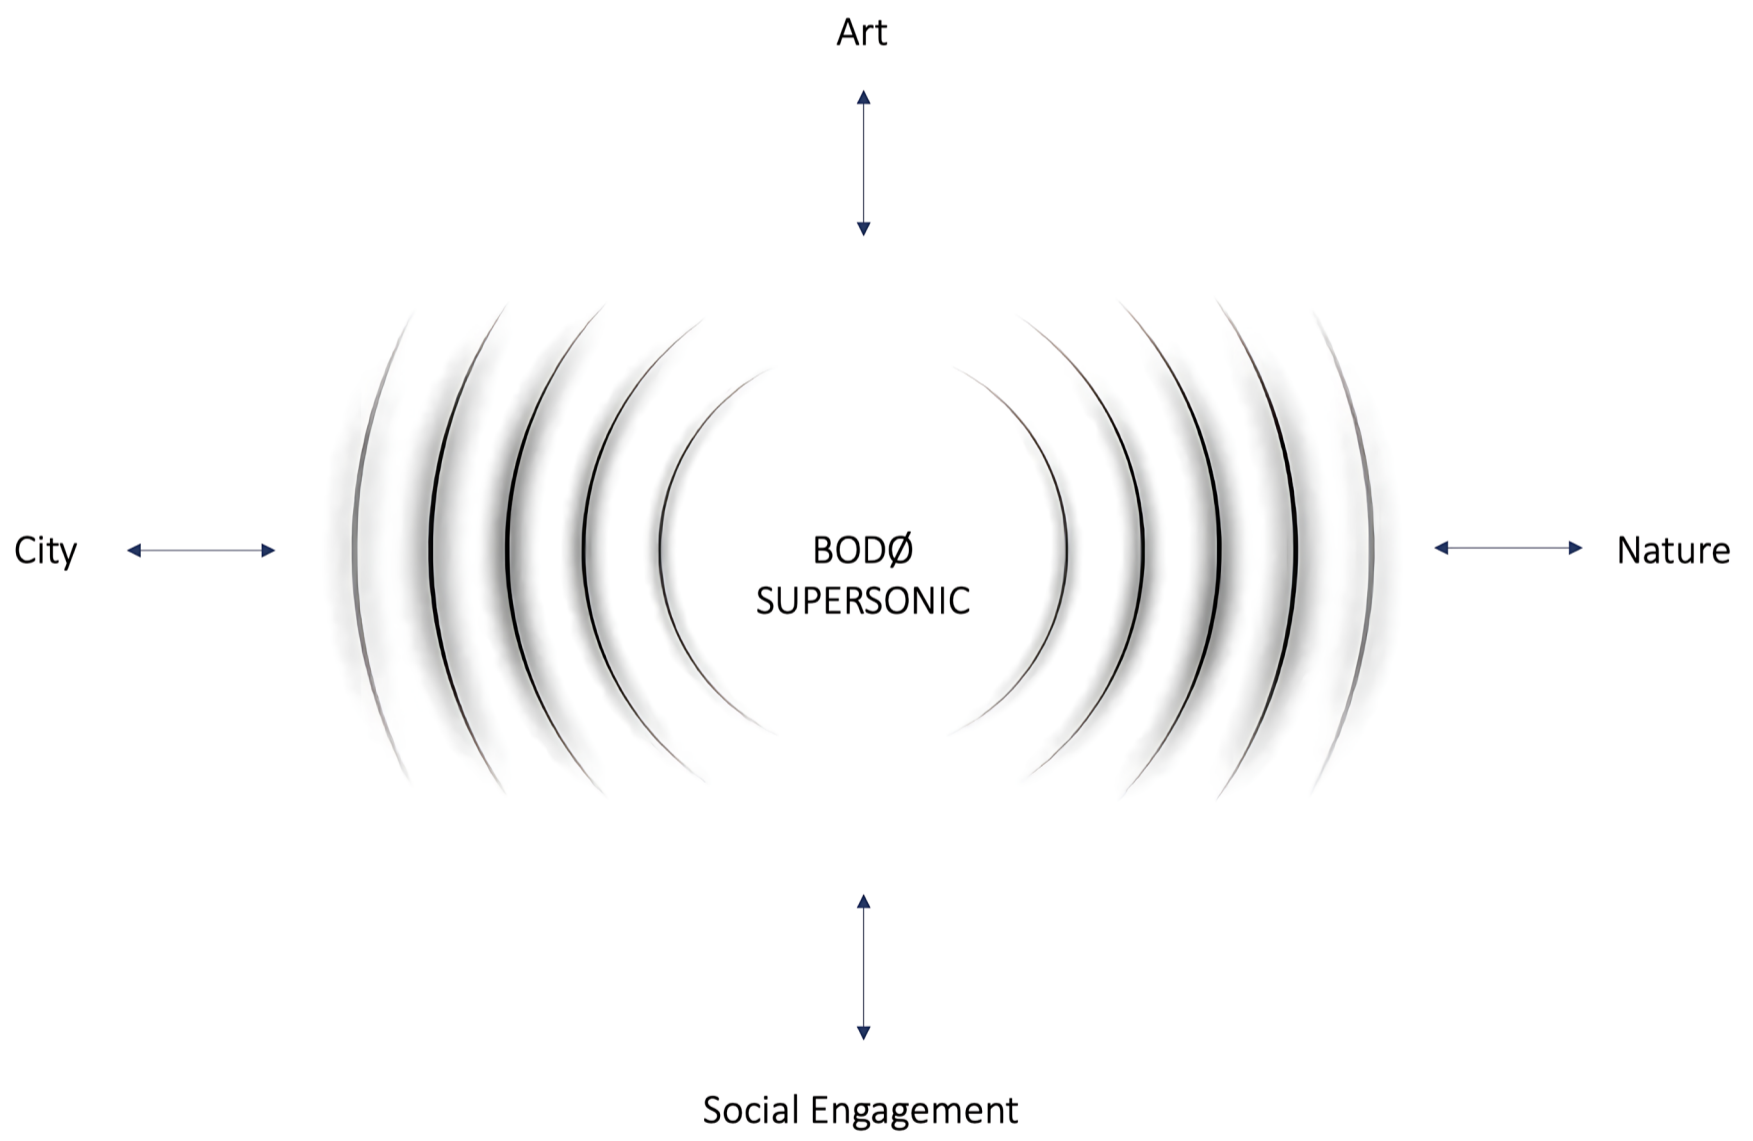 Art
City
BODØ
SUPERSONIC
Nature
Social Engagement